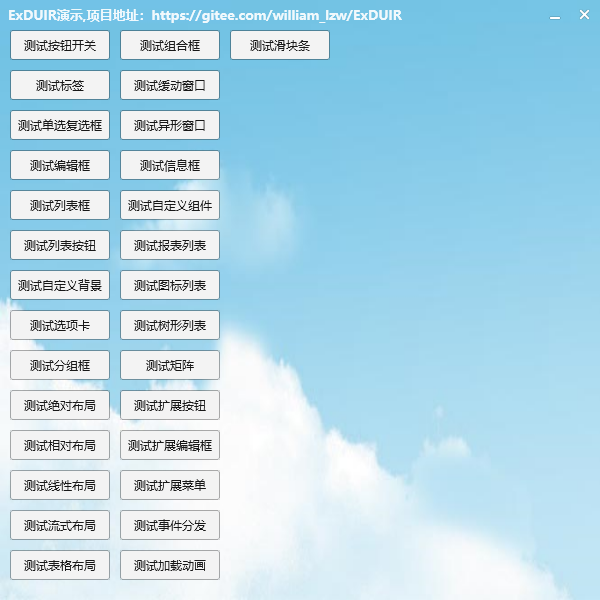 ExDUIR演示,项目地址：https://gitee.com/william_lzw/ExDUIR
测试按钮开关 测试组合框 测试滑块条
测试标签 测试缓动窗口
测试单选复选框 测试异形窗口
测试编辑框 测试信息框
测试列表框 测试自定义组件
测试列表按钮 测试报表列表
测试自定义背景 测试图标列表
测试选项卡 测试树形列表
测试分组框 测试矩阵
测试绝对布局 测试扩展按钮
测试相对布局 测试扩展编辑框
测试线性布局 测试扩展菜单
测试流式布局 测试事件分发
测试表格布局 测试加载动画